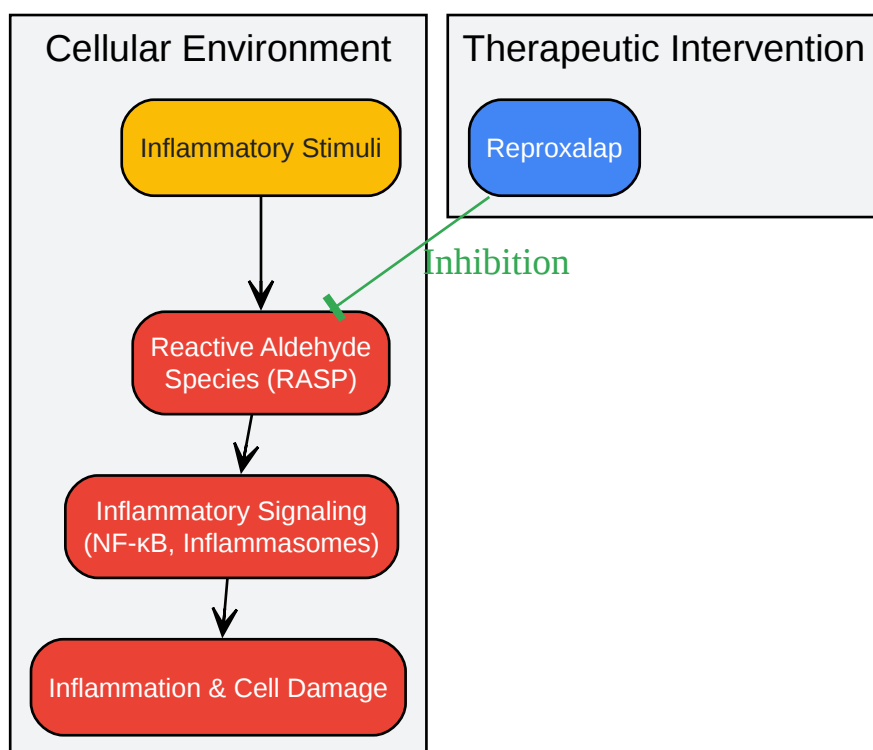 Cellular Environment
Therapeutic Intervention
Inflammatory Stimuli
Reproxalap
Inhibition
Reactive Aldehyde
Species (RASP)
Inflammatory Signaling
(NF-κB, Inflammasomes)
Inflammation & Cell Damage